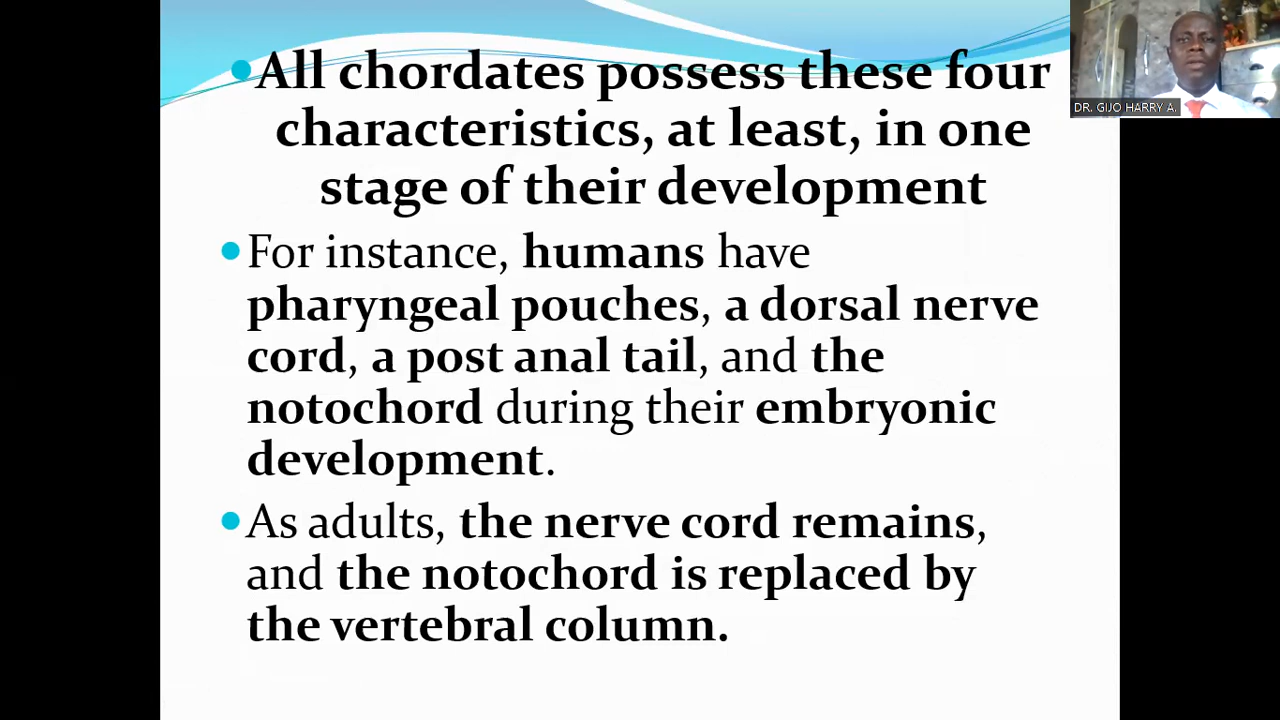 •All chordates possess these four
characteristics, at least, in one
stage of their development
•For instance, humans have
pharyngeal pouches, a dorsal nerve
cord, a post anal tail, and the
notochord during their embryonic
development.
•As adults, the nerve cord remains,
and the notochord is replaced by
the vertebral column.
DR. GIJO HARRY A.